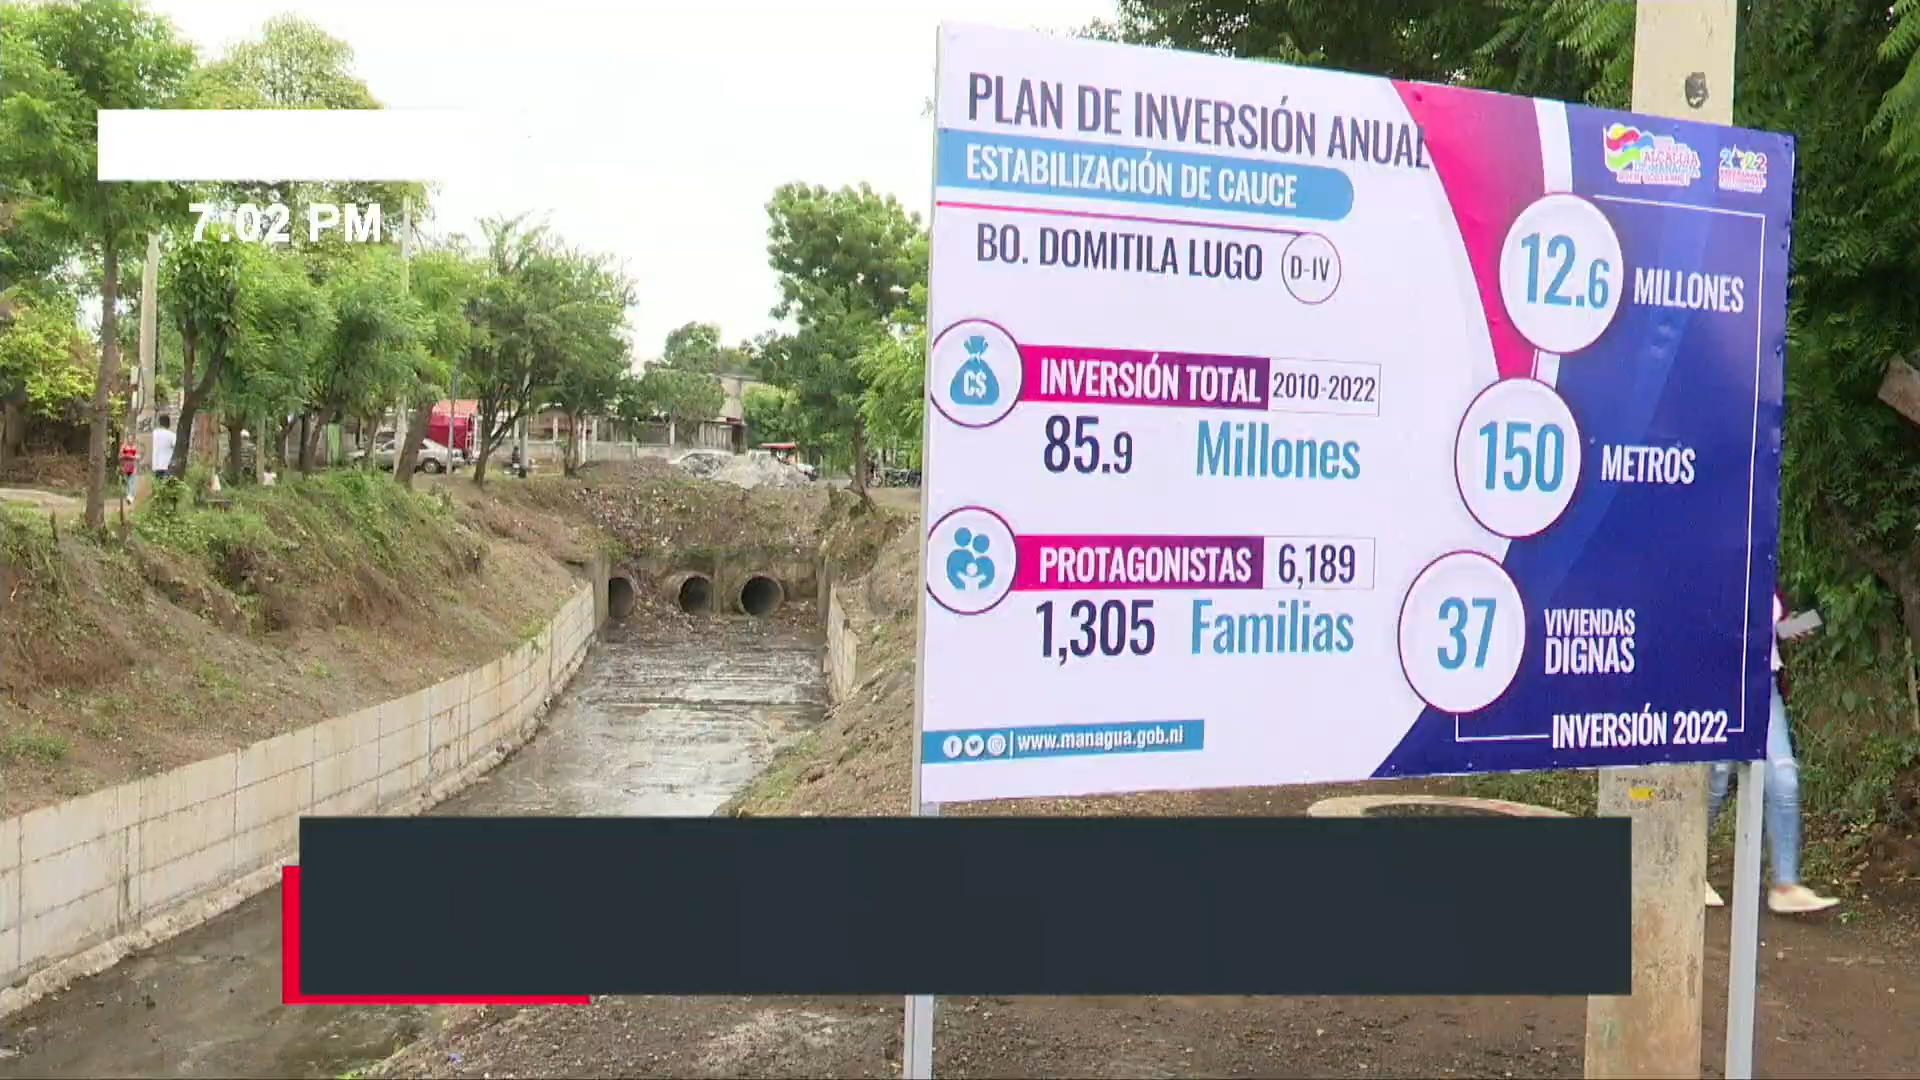 7:02 PM
PLAN DE INVERSIÓN ANUAL
ESTABILIZACIÓN DE CAUCE
BO. DOMITILA LUGO D-IV
C$
INVERSIÓN TOTAL 2010-2022
85.9 Millones
PROTAGONISTAS 6,189
1,305 Familias
www.managua.gob.ni
ALCALDÍA
2022
12.6 MILLONES
150 METROS
37 VIVIENDAS
DIGNAS
INVERSIÓN 2022